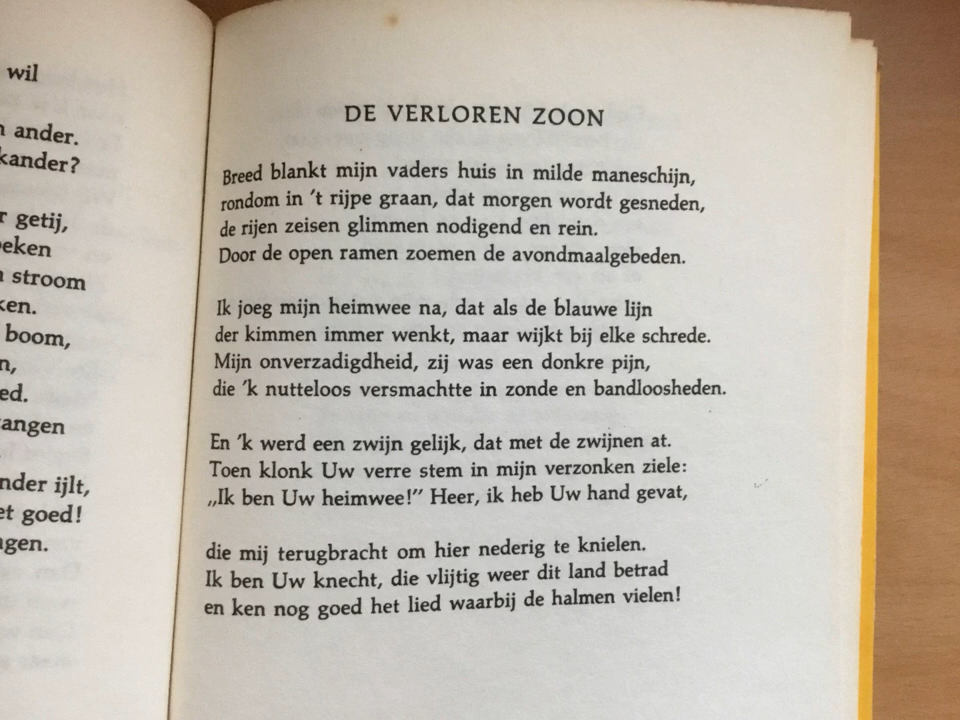 wil
ander.
kander?
getij,
eken
stroom
ken.
boom,
n,
ed.
angen
nder ijlt,
et goed!
ngen.
DE VERLOREN ZOON
Breed blankt mijn vaders huis in milde maneschijn,
rondom in 't rijpe graan, dat morgen wordt gesneden,
de rijen zeisen glimmen nodigend en rein.
Door de open ramen zoemen de avondmaalgebeden.
Ik joeg mijn heimwee na, dat als de blauwe lijn
der kimmen immer wenkt, maar wijkt bij elke schrede.
Mijn onverzadigdheid, zij was een donkre pijn,
die 'k nutteloos versmachtte in zonde en bandloosheden.
En 'k werd een zwijn gelijk, dat met de zwijnen at.
Toen klonk Uw verre stem in mijn verzonken ziele:
„Ik ben Uw heimwee!” Heer, ik heb Uw hand gevat,
die mij terugbracht om hier nederig te knielen.
Ik ben Uw knecht, die vlijtig weer dit land betrad
en ken nog goed het lied waarbij de halmen vielen!